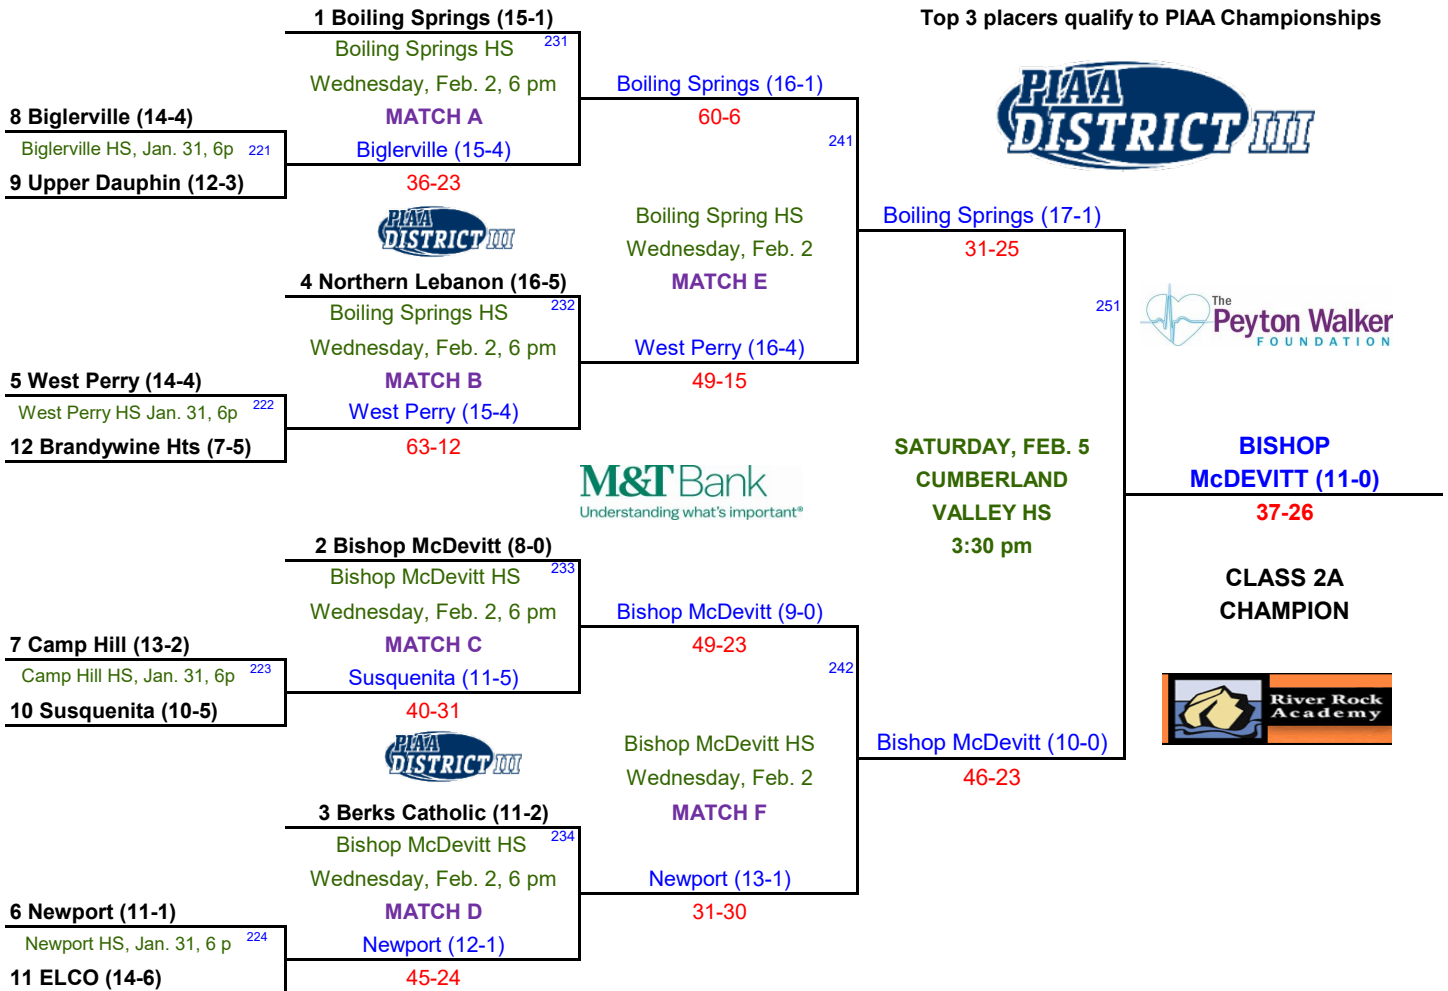 1 Boiling Springs (15-1)
Top 3 placers qualify to PIAA Championships
Boiling Springs HS 231
Wednesday, Feb. 2, 6 pm
Boiling Springs (16-1)
8 Biglerville (14-4)
MATCH A
60-6
PIAA
DISTRICT III
Biglerville HS, Jan. 31, 6p 221
Biglerville (15-4)
241
9 Upper Dauphin (12-3)
36-23
PIAA
DISTRICT III
Boiling Spring HS
Boiling Springs (17-1)
Wednesday, Feb. 2
31-25
4 Northern Lebanon (16-5)
MATCH E
Boiling Springs HS 232
251
The
Peyton Walker
FOUNDATION
Wednesday, Feb. 2, 6 pm
West Perry (16-4)
5 West Perry (14-4)
MATCH B
49-15
West Perry HS Jan. 31, 6p 222
West Perry (15-4)
12 Brandywine Hts (7-5)
63-12
SATURDAY, FEB. 5
CUMBERLAND
VALLEY HS
3:30 pm
BISHOP
McDEVITT (11-0)
37-26
M&T Bank
Understanding what's important®
2 Bishop McDevitt (8-0)
Bishop McDevitt HS 233
CLASS 2A
CHAMPION
Wednesday, Feb. 2, 6 pm
Bishop McDevitt (9-0)
7 Camp Hill (13-2)
MATCH C
49-23
Camp Hill HS, Jan. 31, 6p 223
Susquenita (11-5)
242
10 Susquenita (10-5)
40-31
River Rock
Academy
PIAA
DISTRICT III
Bishop McDevitt HS
Bishop McDevitt (10-0)
Wednesday, Feb. 2
46-23
3 Berks Catholic (11-2)
MATCH F
Bishop McDevitt HS 234
Wednesday, Feb. 2, 6 pm
Newport (13-1)
6 Newport (11-1)
MATCH D
31-30
Newport HS, Jan. 31, 6 p 224
Newport (12-1)
11 ELCO (14-6)
45-24